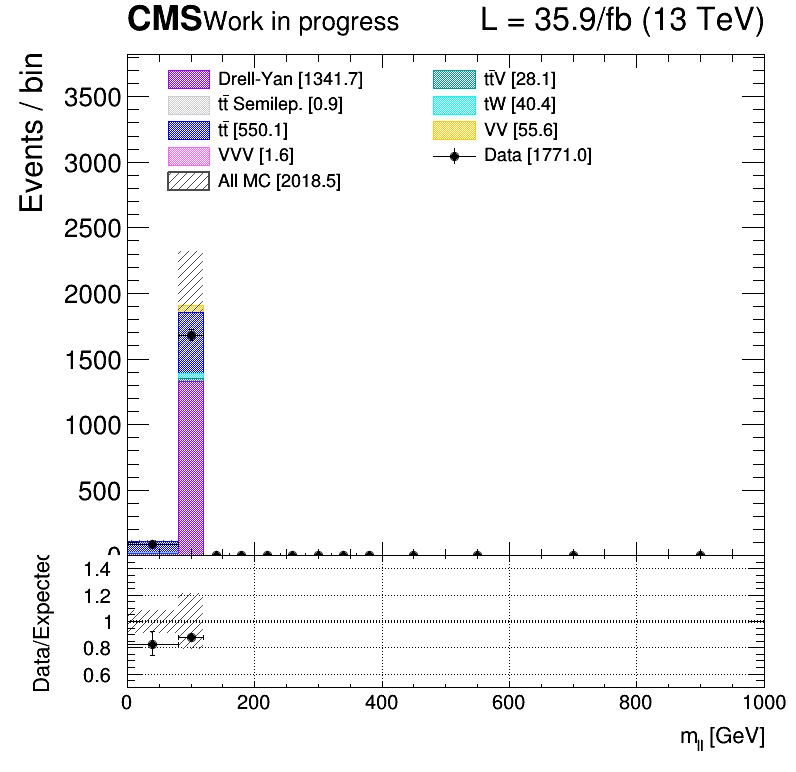 CMS Work in progress L = 35.9/fb (13 TeV)
Events / bin
3500
3000
2500
2000
1500
1000
500
0
Drell-Yan [1341.7]
tt̄ Semilep. [0.9]
tt̄ [550.1]
VVV [1.6]
All MC [2018.5]
tt̄V [28.1]
tW [40.4]
VV [55.6]
Data [1771.0]
Data/Expected
1.4
1.2
1
0.8
0.6
0 200 400 600 800 1000
m_ll [GeV]